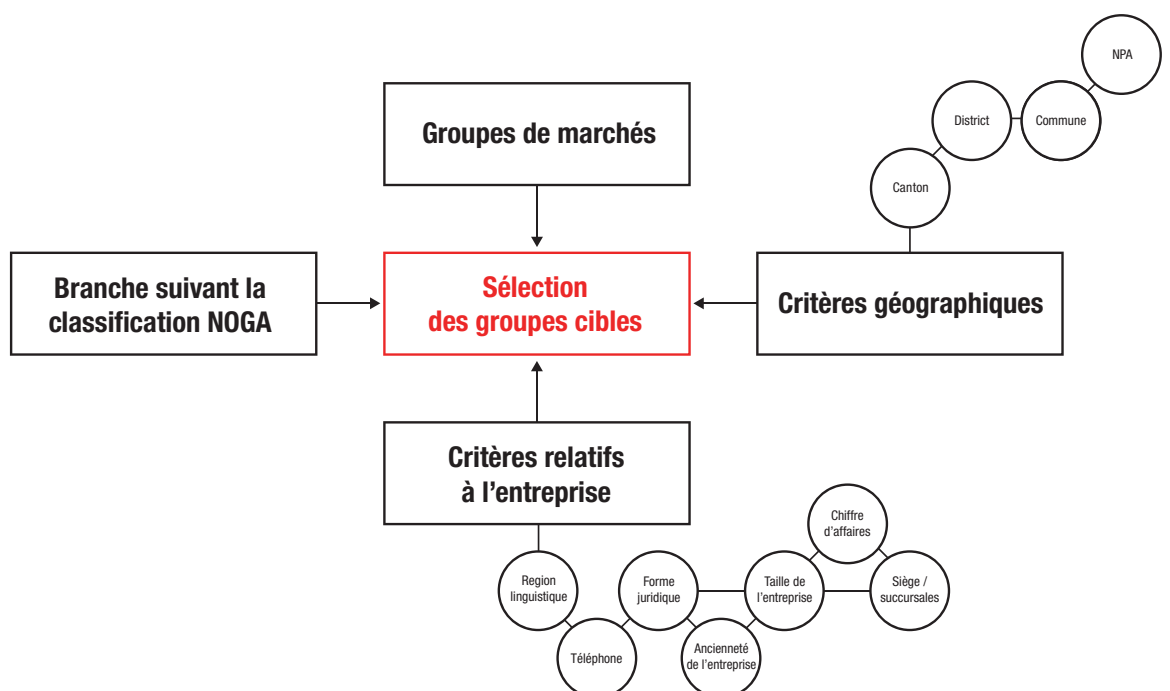 NPA
District
Commune
Groupes de marchés
Canton
Branche suivant la
classification NOGA
Sélection
des groupes cibles
Critères géographiques
Critères relatifs
à l'entreprise
Chiffre
d'affaires
Region
linguistique
Forme
juridique
Taille de
l'entreprise
Siège /
succursales
Téléphone
Ancienneté
de l'entreprise